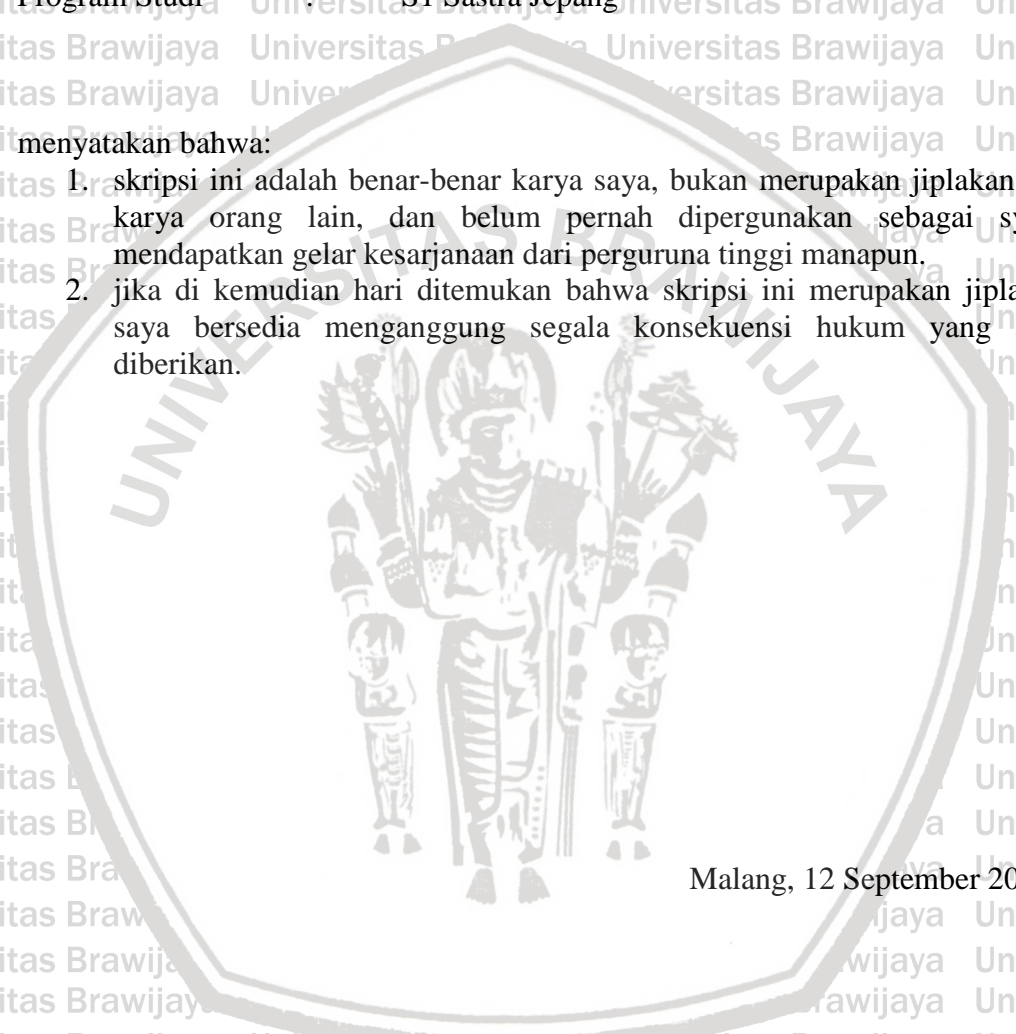 Program Studi : S1 Sastra Jepang
menyatakan bahwa:
1. skripsi ini adalah benar-benar karya saya, bukan merupakan jiplakan
karya orang lain, dan belum pernah dipergunakan sebagai
mendapatkan gelar kesarjanaan dari perguruna tinggi manapun.
2. jika di kemudian hari ditemukan bahwa skripsi ini merupakan
saya bersedia menganggung segala konsekuensi hukum yang
diberikan.
UNIVERSITAS BRAWIJAYA
Malang, 12 September